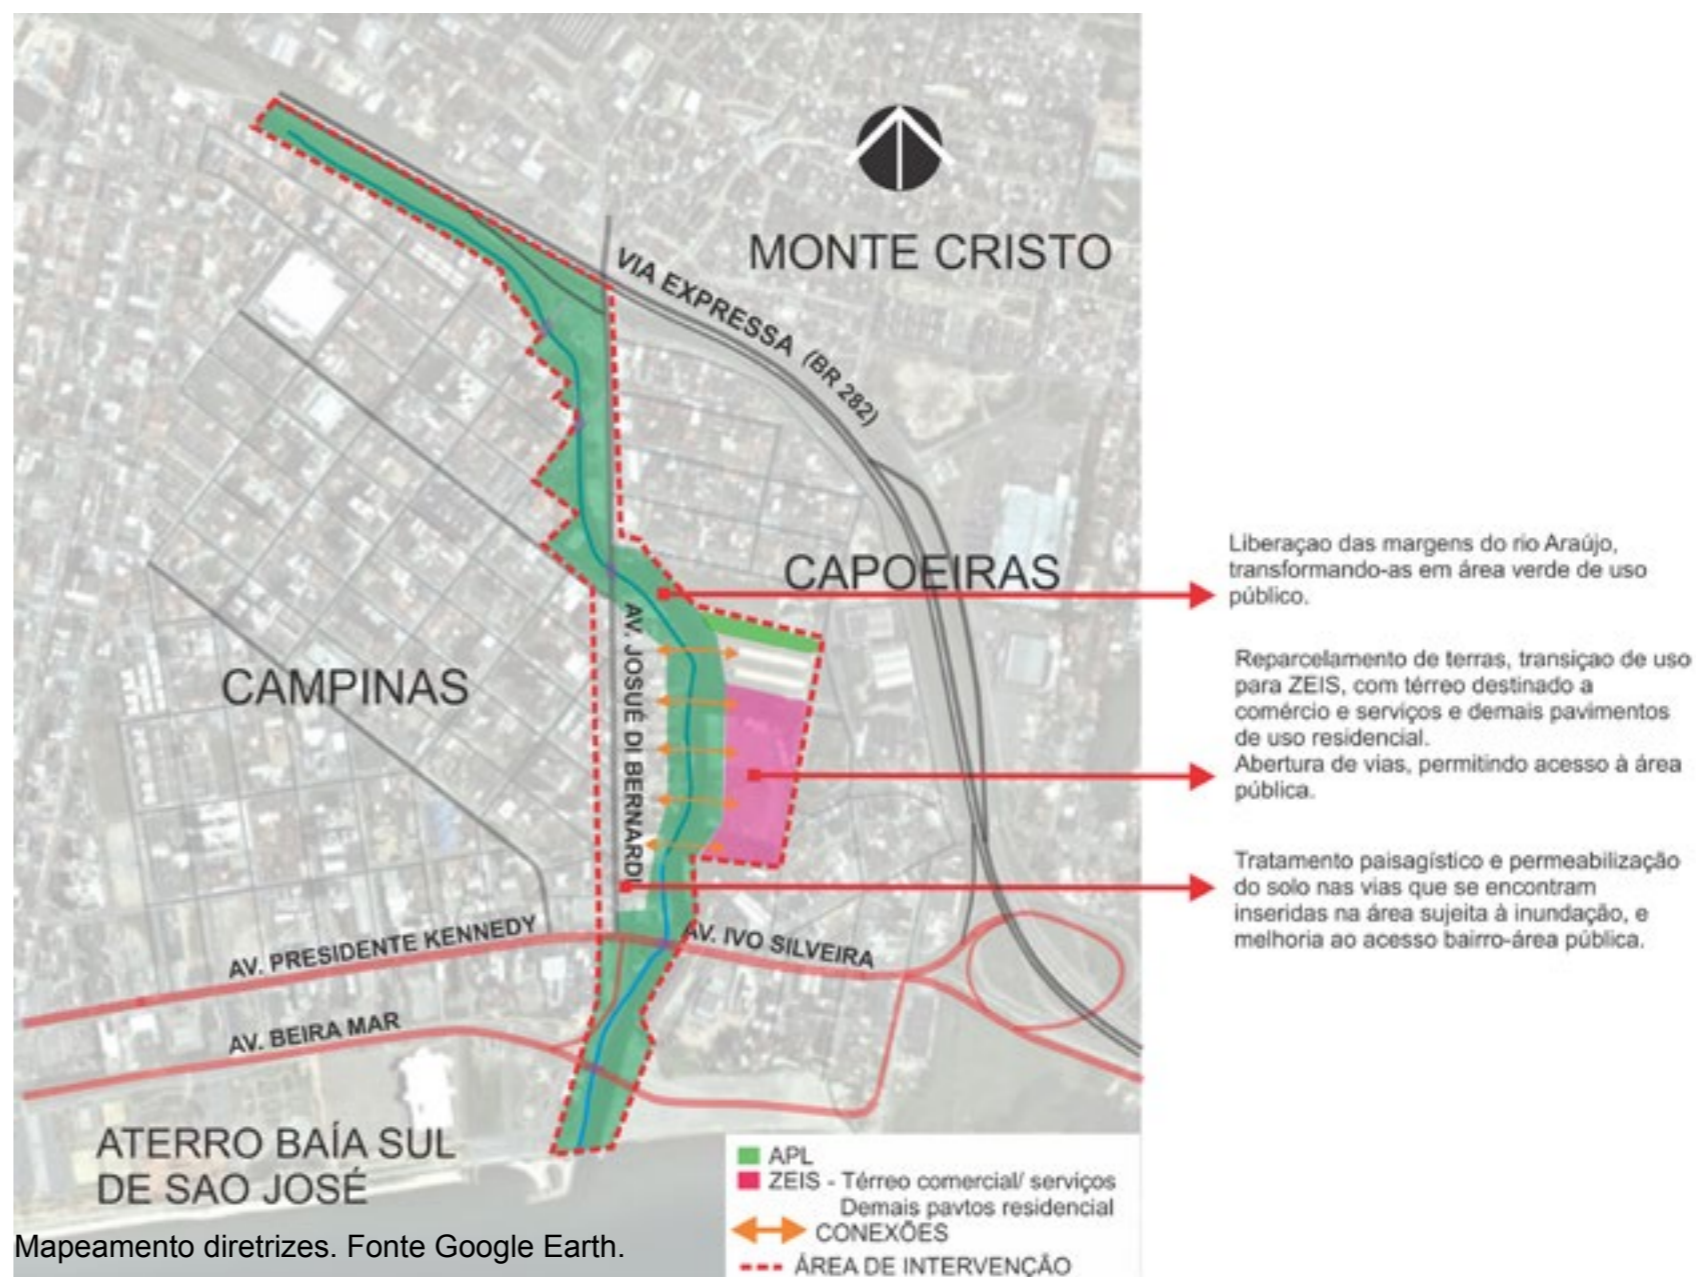 MONTE CRISTO
VIA EXPRESSA (BR 282)
CAPOEIRAS
CAMPINAS
AV. JOSUÉ DI BERNARDI
AV. PRESIDENTE KENNEDY
AV. IVO SILVEIRA
AV. BEIRA MAR
ATERRO BAÍA SUL
DE SAO JOSÉ
Mapeamento diretrizes. Fonte Google Earth.
Liberaçao das margens do rio Araújo,
transformando-as em área verde de uso
público.
Reparcelamento de terras, transiçao de uso
para ZEIS, com térreo destinado a
comércio e serviços e demais pavimentos
de uso residencial.
Abertura de vias, permitindo acesso à área
pública.
Tratamento paisagístico e permeabilização
do solo nas vias que se encontram
inseridas na área sujeita à inundação, e
melhoria ao acesso bairro-área pública.
APL
ZEIS - Térreo comercial/ serviços
Demais pavtos residencial
CONEXÕES
ÁREA DE INTERVENÇÃO